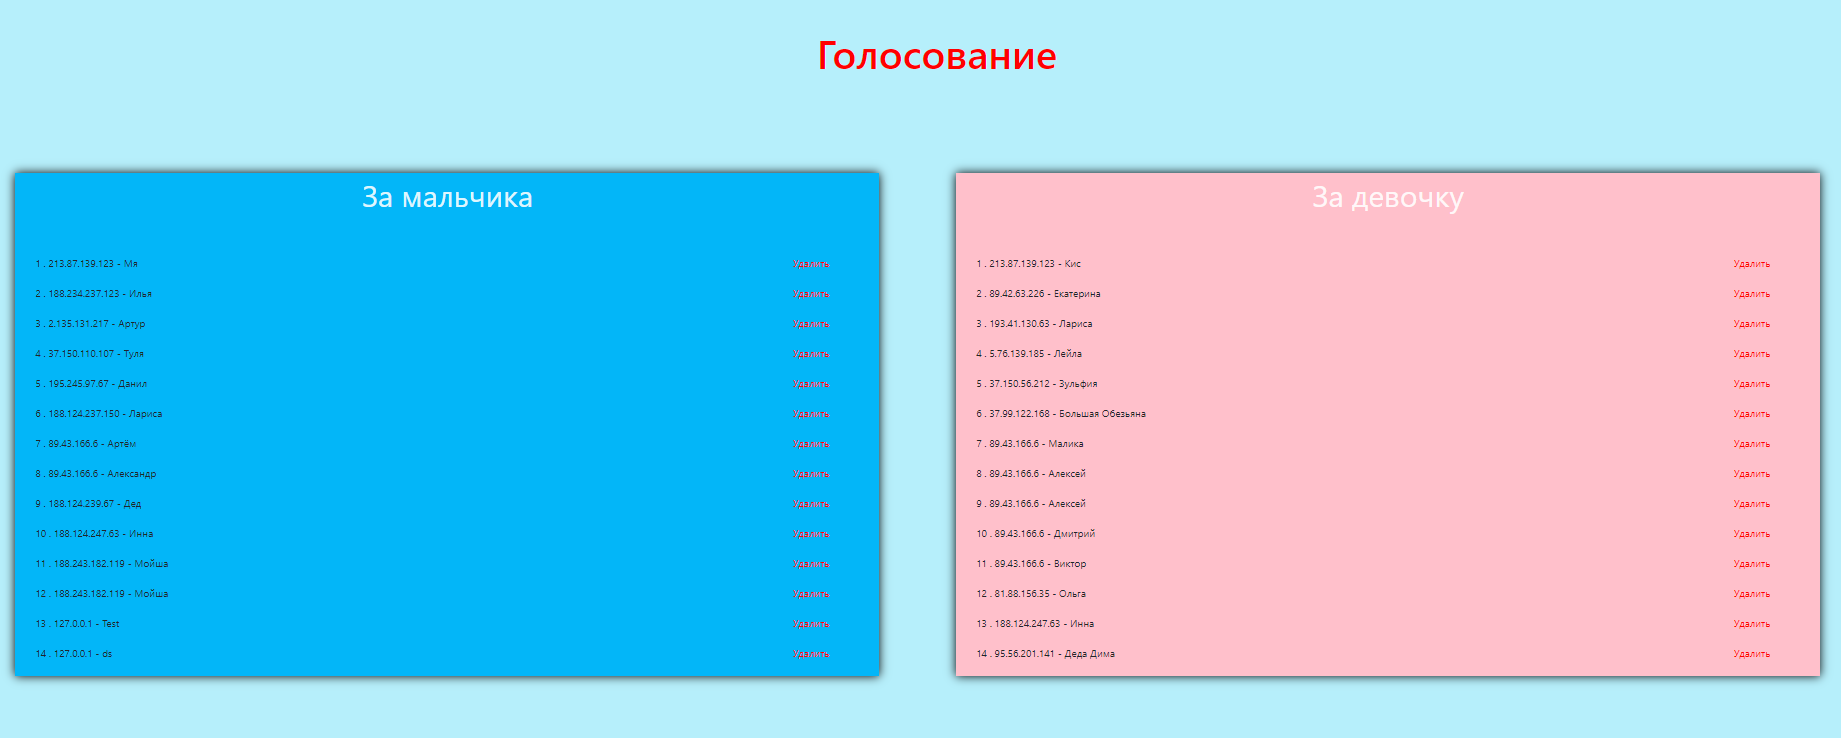 Голосование
За мальчика
1 . 213.87.139.123 - Мя Удалить
2 . 188.234.237.123 - Илья Удалить
3 . 2.135.131.217 - Артур Удалить
4 . 37.150.110.107 - Туля Удалить
5 . 195.245.97.67 - Данил Удалить
6 . 188.124.237.150 - Лариса Удалить
7 . 89.43.166.6 - Артём Удалить
8 . 89.43.166.6 - Александр Удалить
9 . 188.124.239.67 - Дед Удалить
10 . 188.124.247.63 - Инна Удалить
11 . 188.243.182.119 - Мойша Удалить
12 . 188.243.182.119 - Мойша Удалить
13 . 127.0.0.1 - Test Удалить
14 . 127.0.0.1 - ds Удалить
За девочку
1 . 213.87.139.123 - Кис Удалить
2 . 89.42.63.226 - Екатерина Удалить
3 . 193.41.130.63 - Лариса Удалить
4 . 5.76.139.185 - Лейла Удалить
5 . 37.150.56.212 - Зульфия Удалить
6 . 37.99.122.168 - Большая Обезьяна Удалить
7 . 89.43.166.6 - Малика Удалить
8 . 89.43.166.6 - Алексей Удалить
9 . 89.43.166.6 - Алексей Удалить
10 . 89.43.166.6 - Дмитрий Удалить
11 . 89.43.166.6 - Виктор Удалить
12 . 81.88.156.35 - Ольга Удалить
13 . 188.124.247.63 - Инна Удалить
14 . 95.56.201.141 - Деда Дима Удалить